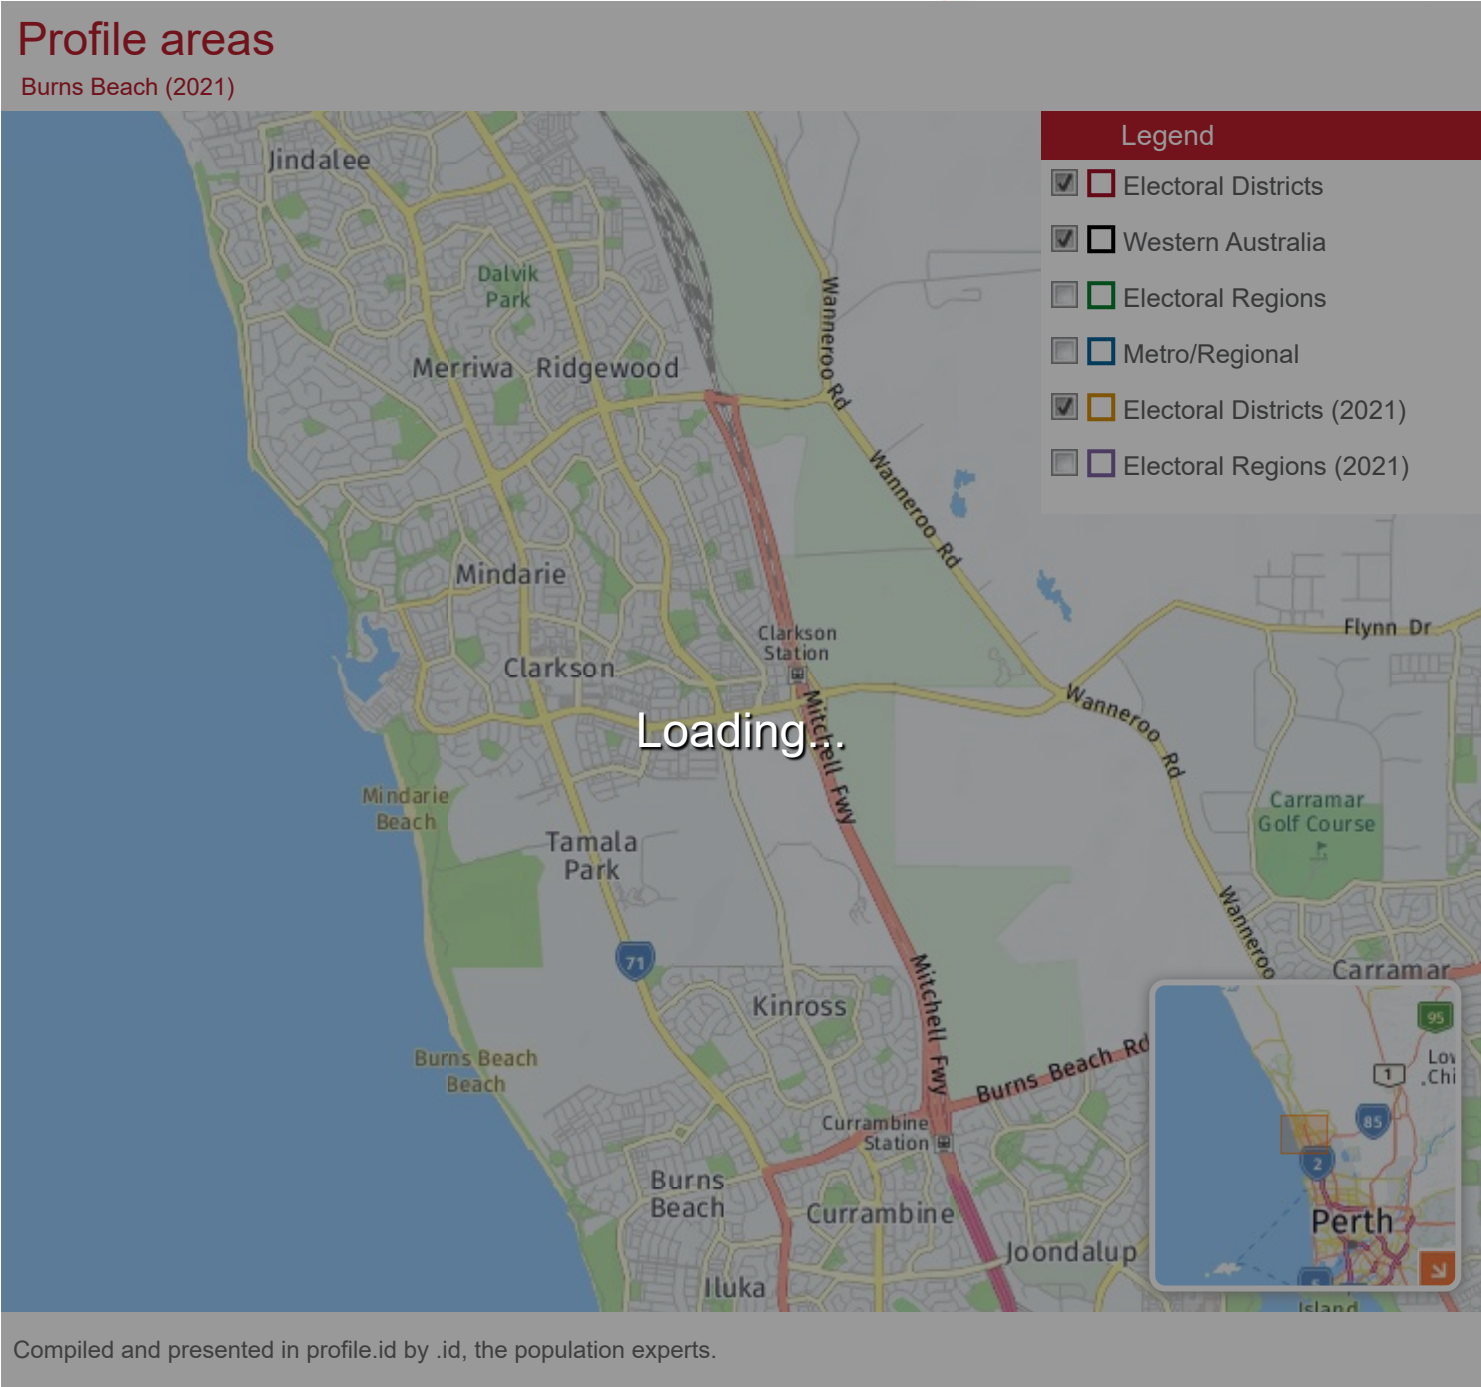 Profile areas
Burns Beach (2021)
Legend
Electoral Districts
Western Australia
Electoral Regions
Metro/Regional
Electoral Districts (2021)
Electoral Regions (2021)
Jindalee
Dalvik
Park
Merriwa
Ridgewood
Wanneroo Rd
Wanneroo Rd
Mindarie
Clarkson
Station
Clarkson
Flynn Dr
Wanneroo Rd
Loading...
Mitchell Fwy
Mindarie
Beach
Carramar
Golf Course
Tamala
Park
Wanneroo
71
Mitchell Fwy
Carramar
Kinross
95
Burns Beach
Beach
Burns Beach Rd
Lov
.Chi
1
85
Currambine
Station
2
Burns
Beach
Currambine
Perth
Joondalup
Iluka
Island
Compiled and presented in profile.id by .id, the population experts.